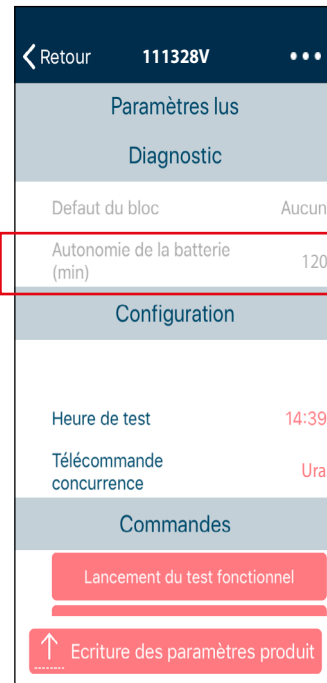 Retour 111328V
Paramètres lus
Diagnostic
Defaut du bloc Aucun
Autonomie de la batterie
(min) 120
Configuration
Heure de test 14:39
Télécommande
concurrence Ura
Commandes
Lancement du test fonctionnel
Ecriture des paramètres produit